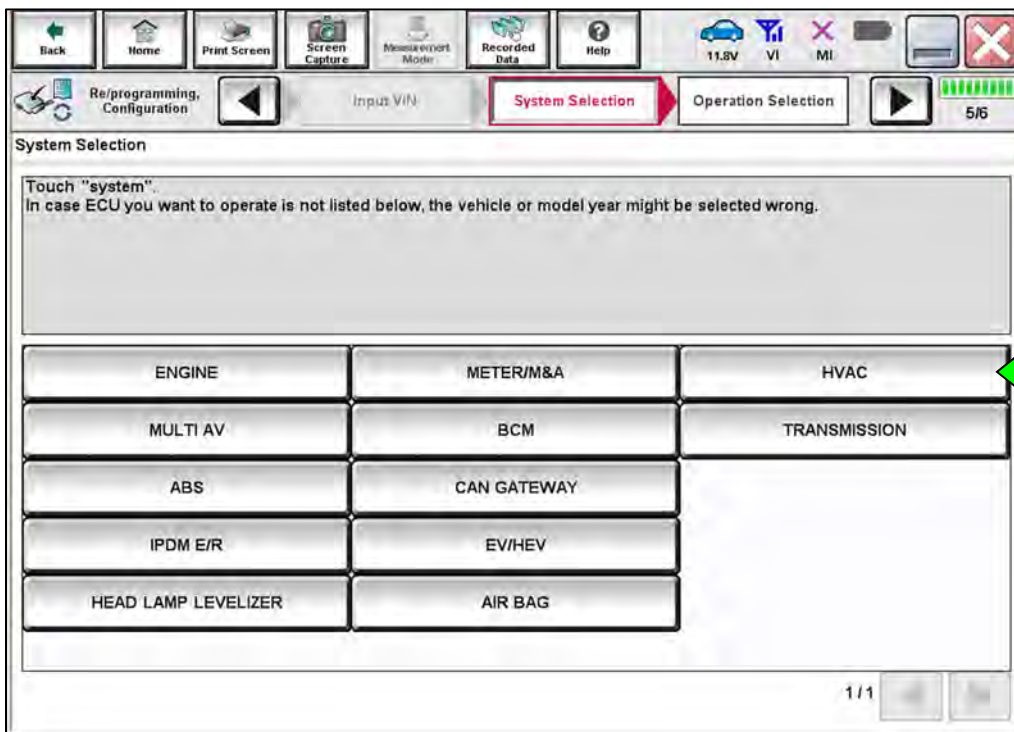 Back
Home
Print Screen
Screen Capture
Measurement Mode
Recorded Data
Help
11.8V
VI
MI
Re/programming, Configuration
Input VIN
System Selection
Operation Selection
5/6
System Selection
Touch "system".
In case ECU you want to operate is not listed below, the vehicle or model year might be selected wrong.
ENGINE
METER/M&A
HVAC
MULTI AV
BCM
TRANSMISSION
ABS
CAN GATEWAY
IPDM E/R
EV/HEV
HEAD LAMP LEVELIZER
AIR BAG
1/1